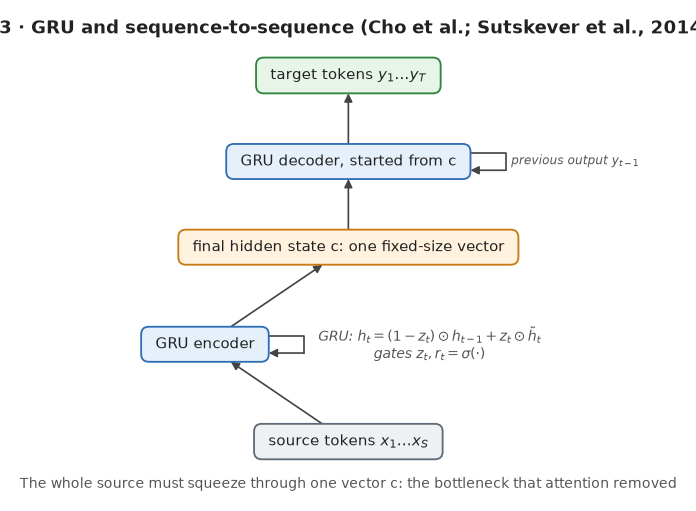 3 · GRU and sequence-to-sequence (Cho et al.; Sutskever et al., 2014
target tokens y₁…y_T
GRU decoder, started from c
previous output y_{t−1}
final hidden state c: one fixed-size vector
GRU encoder
GRU: h_t = (1 − z_t) ⊙ h_{t−1} + z_t ⊙ h̃_t
gates z_t, r_t = σ(·)
source tokens x₁…x_S
The whole source must squeeze through one vector c: the bottleneck that attention removed